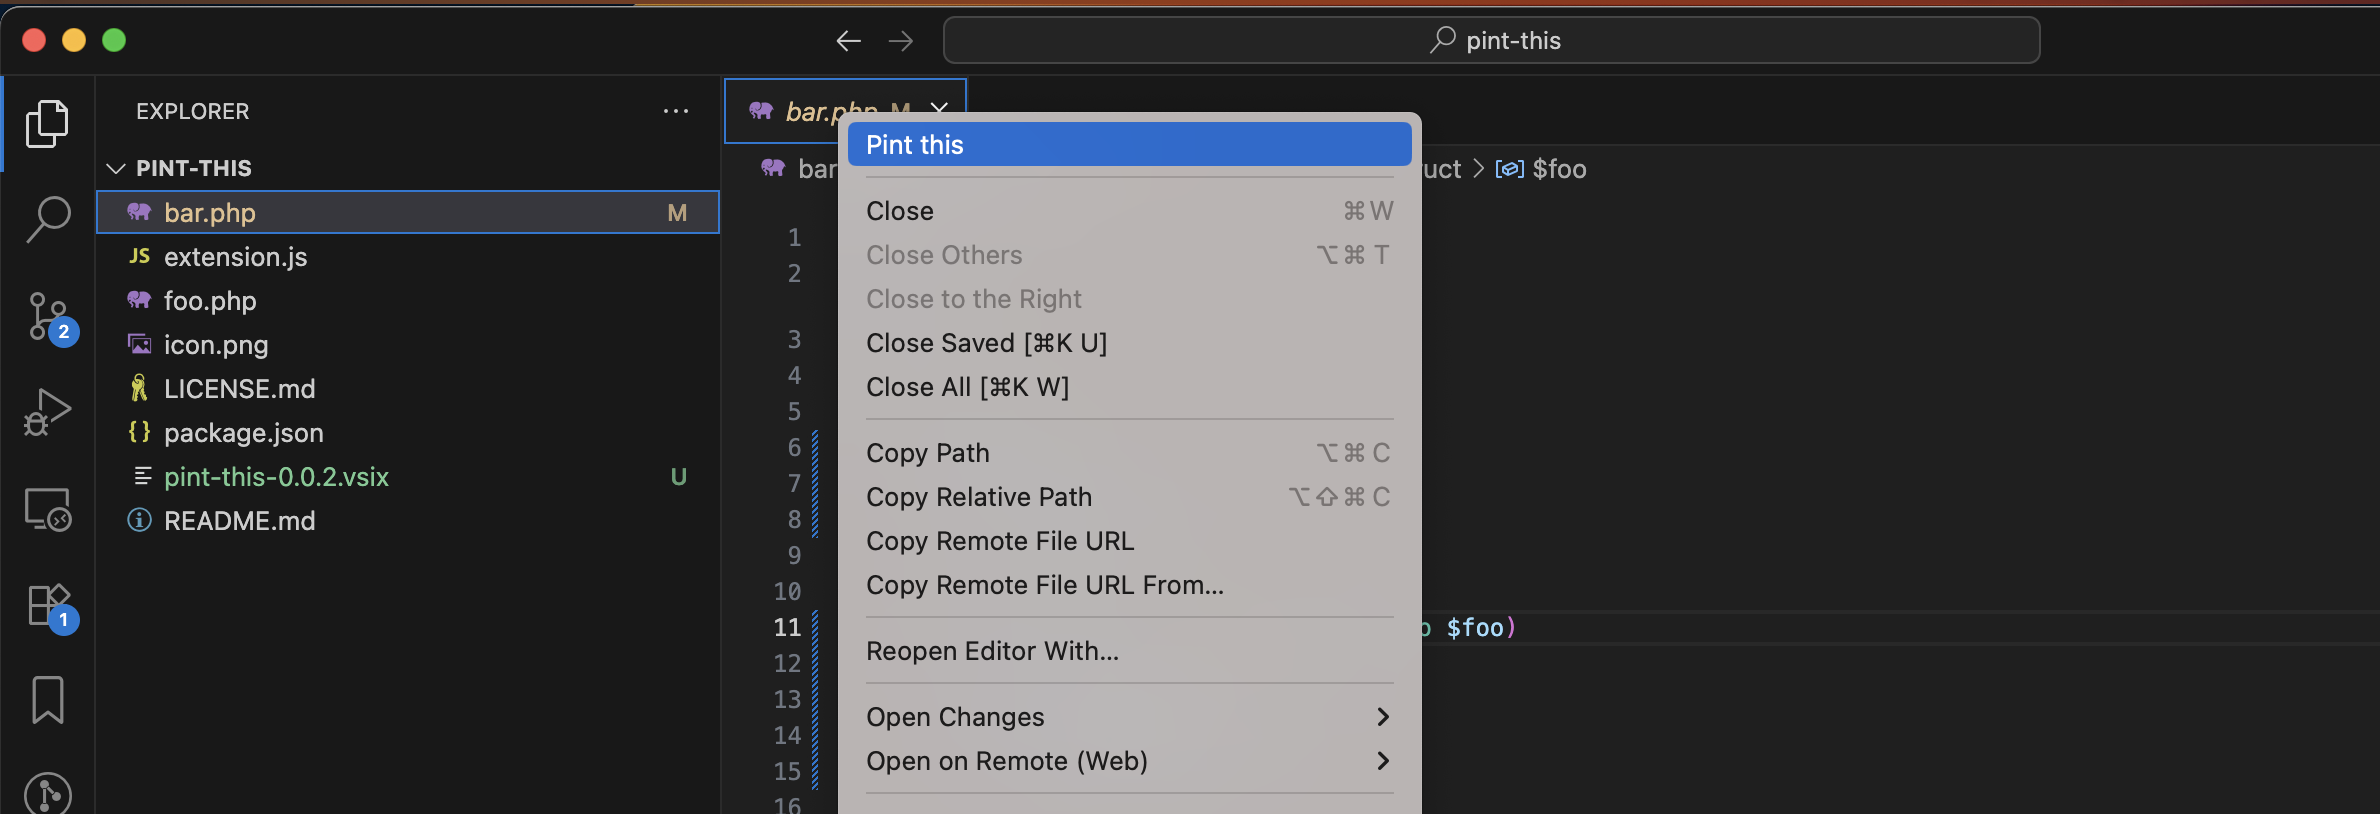 pint-this
EXPLORER
PINT-THIS
bar.php M
JS extension.js
foo.php
icon.png
LICENSE.md
{} package.json
pint-this-0.0.2.vsix U
README.md
2
1
bar.php M
bar
$foo
1
2
3
4
5
6
7
8
9
10
11 $foo)
12
13
14
15
16
Pint this
Close ⌘W
Close Others ⌥⌘T
Close to the Right
Close Saved [⌘K U]
Close All [⌘K W]
Copy Path ⌥⌘C
Copy Relative Path ⌥⇧⌘C
Copy Remote File URL
Copy Remote File URL From...
Reopen Editor With...
Open Changes
Open on Remote (Web)